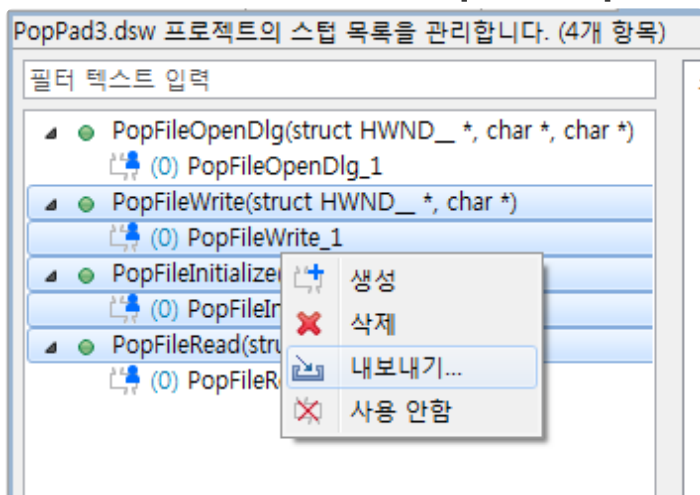 PopPad3.dsw 프로젝트의 스텁 목록을 관리합니다. (4개 항목)
필터 텍스트 입력
PopFileOpenDlg(struct HWND__ *, char *, char *)
(0) PopFileOpenDlg_1
PopFileWrite(struct HWND__ *, char *)
(0) PopFileWrite_1
PopFileInitialize(
(0) PopFileIn
PopFileRead(stru
(0) PopFileR
생성
삭제
내보내기...
사용 안함